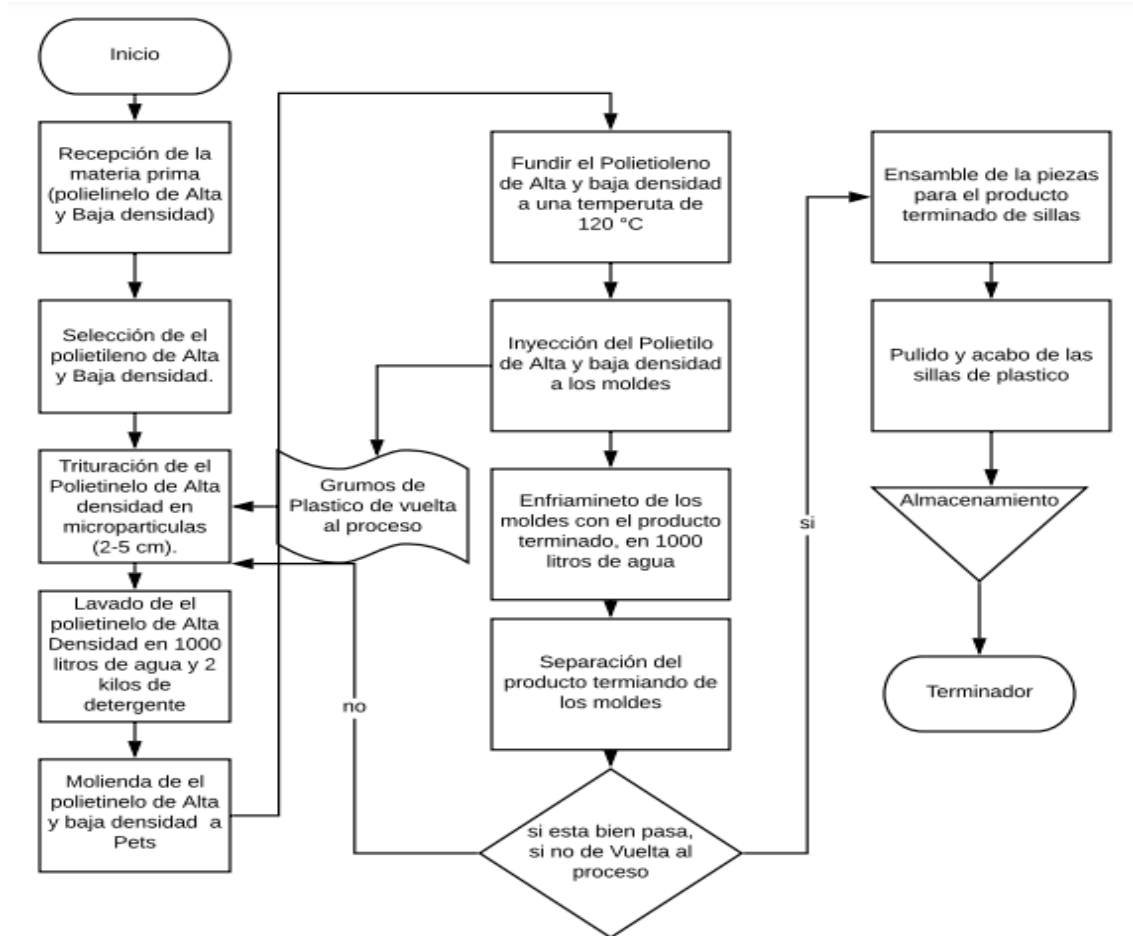 Inicio
Recepción de la
materia prima
(polielinelo de Alta
y Baja densidad)
Selección de el
polietileno de Alta
y Baja densidad.
Trituración de el
Polietinelo de Alta
densidad en
microparticulas
(2-5 cm).
Lavado de el
polietinelo de Alta
Densidad en 1000
litros de agua y 2
kilos de
detergente
Molienda de el
polietinelo de Alta
y baja densidad a
Pets
Fundir el Polietioleno
de Alta y baja densidad
a una temperuta de
120 °C
Inyección del Polietilo
de Alta y baja densidad
a los moldes
Grumos de
Plastico de vuelta
al proceso
Enfriamineto de los
moldes con el producto
terminado, en 1000
litros de agua
Separación del
producto termiando de
los moldes
si esta bien pasa,
si no de Vuelta al
proceso
no
si
Ensamble de la piezas
para el producto
terminado de sillas
Pulido y acabo de las
sillas de plastico
Almacenamiento
Terminador